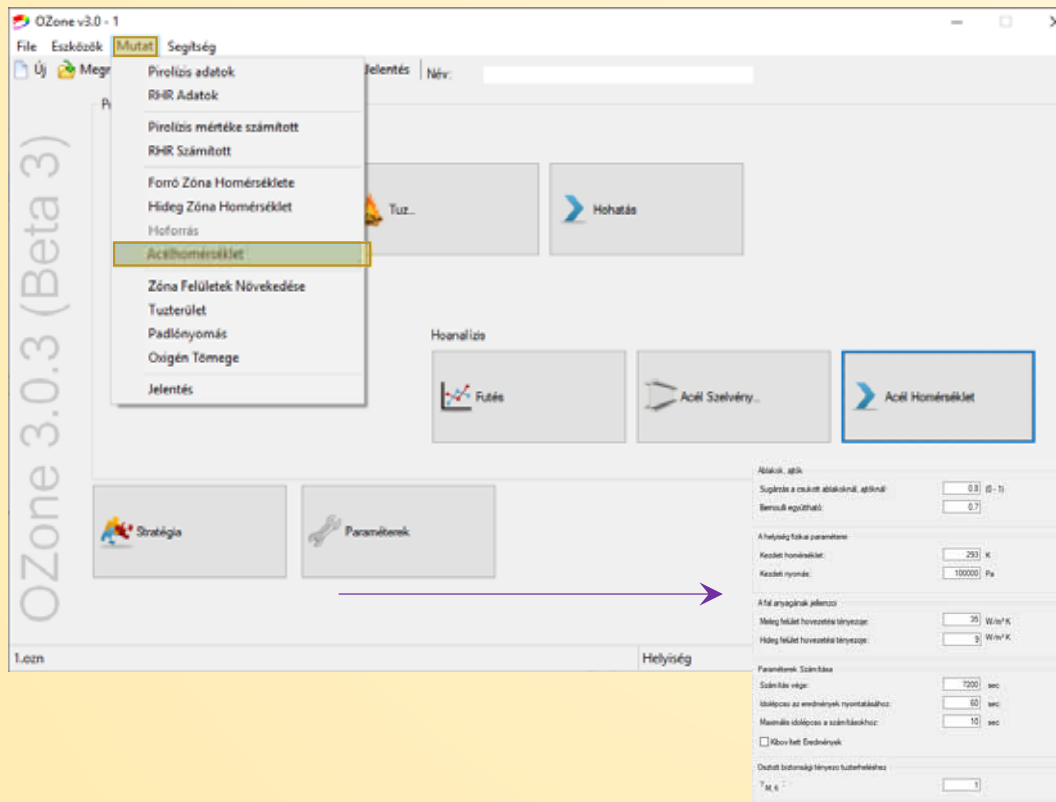 OZone v3.0 - 1
File Eszközök Mutat Segítség
Új Megn Jelentés Név:
Pirolízis adatok
RHR Adatok
Pirolízis mértéke számított
RHR Számított
Forró Zóna Homérséklete
Hideg Zóna Homérséklet
Hoforrás
Acélhomérséklet
Zóna Felületek Növekedése
Tuzterület
Padlónyomás
Oxigén Tömege
Jelentés
OZone 3.0.3 (Beta 3)
Tuz...
Hohatás
Hoanalízis
Futés
Acél Szelvény...
Acél Homérséklet
Stratégia
Paraméterek
1.ozn
Helyiség
Ablakok, ajtók
Sugárzás a csukott ablakoknál, ajtóknál: 0.8 (0 - 1)
Bernoulli együttható: 0.7
A helyiség fizikai paraméterei
Kezdeti homérséklet: 293 K
Kezdeti nyomás: 100000 Pa
A fal anyagának jellemzoi
Meleg felület hovezetési tényezoje: 35 W/m² K
Hideg felület hovezetési tényezoje: 9 W/m² K
Paraméterek Számítása
Számítás vége: 7200 sec
Idolépcso az eredmények nyomtatásához: 60 sec
Maximális idolépcso a számításokhoz: 10 sec
Kibovített Eredmények
Osztott biztonsági tényezo tuzterheléshez
1